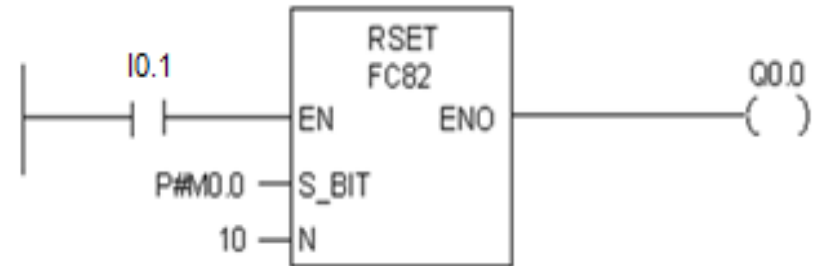 RSET
I0.1
FC82
Q0.0
EN ENO
P#M0.0 S_BIT
10 N